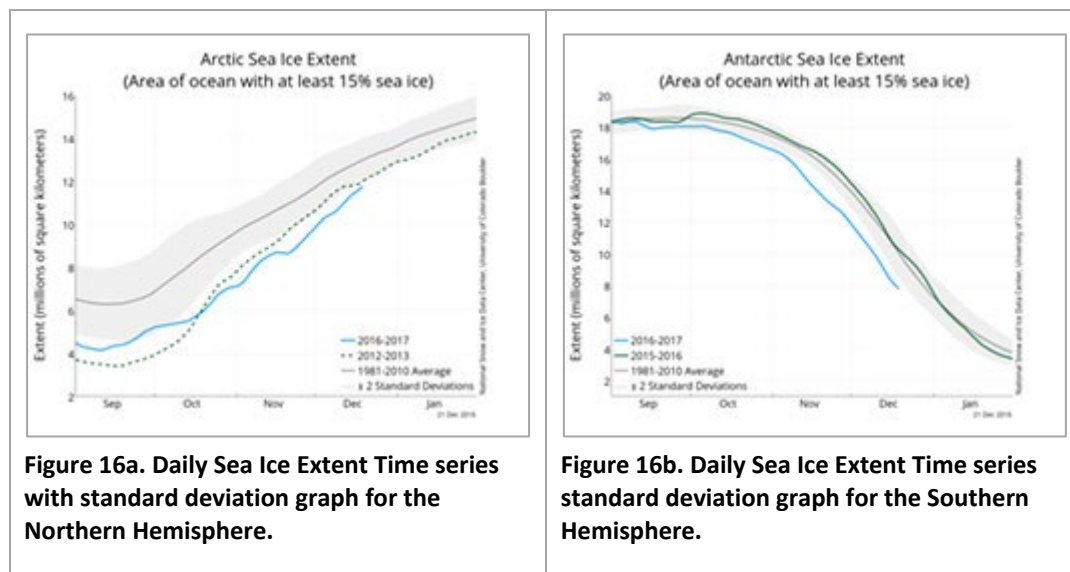 Arctic Sea Ice Extent
(Area of ocean with at least 15% sea ice)
Extent (millions of square kilometers)
16
14
12
10
8
6
4
2
Sep
Oct
Nov
Dec
Jan
2016-2017
2012-2013
1981-2010 Average
± 2 Standard Deviations
National Snow and Ice Data Center, University of Colorado Boulder
21 Dec 2016
Figure 16a. Daily Sea Ice Extent Time series
with standard deviation graph for the
Northern Hemisphere.
Antarctic Sea Ice Extent
(Area of ocean with at least 15% sea ice)
Extent (millions of square kilometers)
20
18
16
14
12
10
8
6
4
2
Sep
Oct
Nov
Dec
Jan
2016-2017
2015-2016
1981-2010 Average
± 2 Standard Deviations
National Snow and Ice Data Center, University of Colorado Boulder
21 Dec 2016
Figure 16b. Daily Sea Ice Extent Time series
standard deviation graph for the Southern
Hemisphere.